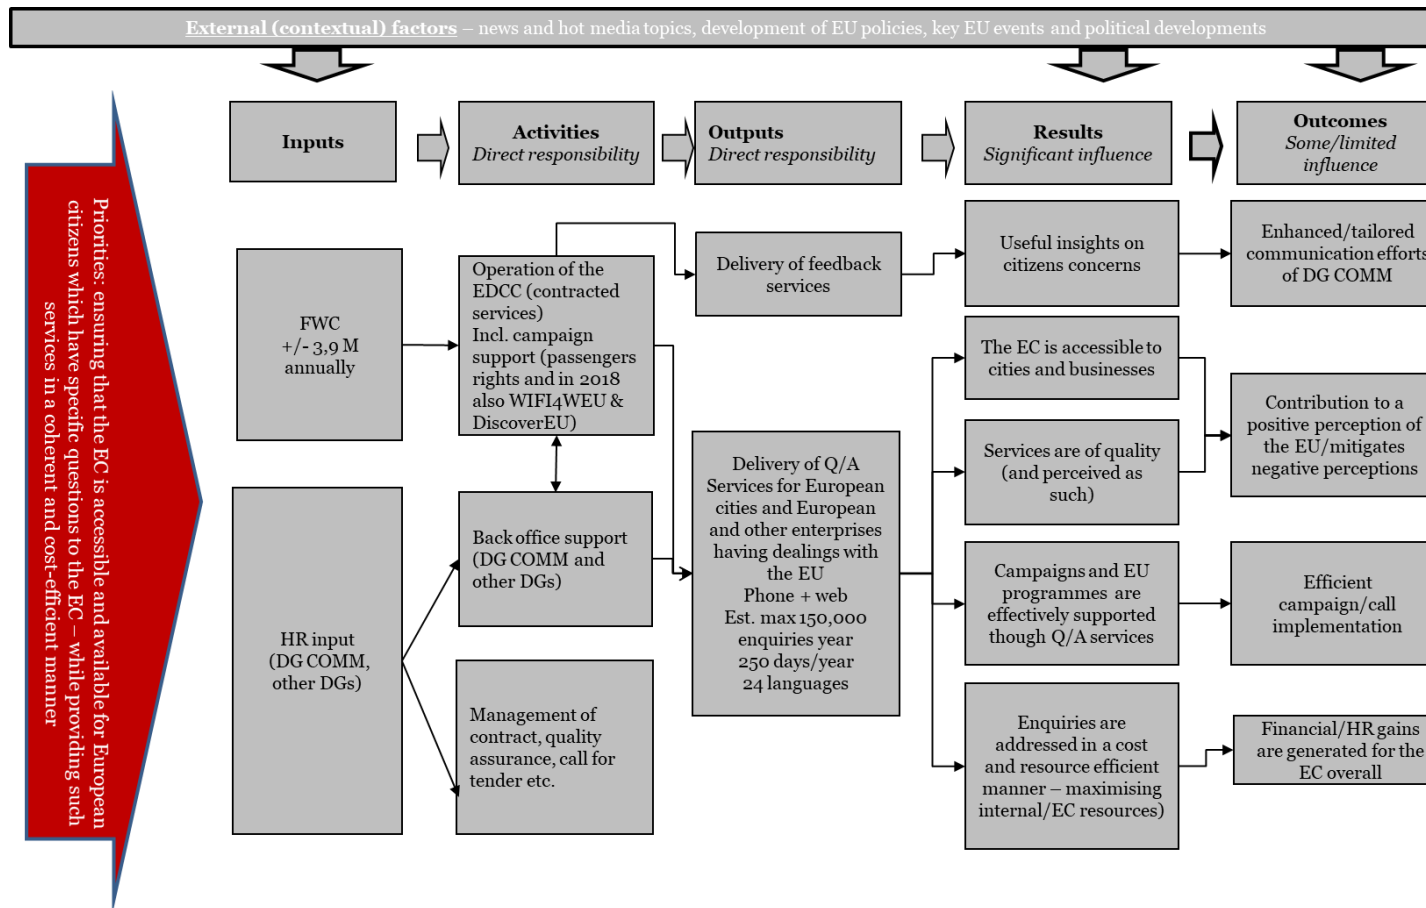 External (contextual) factors – news and hot media topics, development of EU policies, key EU events and political developments
Priorities: ensuring that the EC is accessible and available for European
citizens which have specific questions to the EC – while providing such
services in a coherent and cost-efficient manner
Inputs
Activities
Direct responsibility
Outputs
Direct responsibility
Results
Significant influence
Outcomes
Some/limited
influence
FWC
+/- 3,9 M
annually
HR input
(DG COMM,
other DGs)
Operation of the
EDCC (contracted
services)
Incl. campaign
support (passengers
rights and in 2018
also WIFI4WEU &
DiscoverEU)
Back office support
(DG COMM and
other DGs)
Management of
contract, quality
assurance, call for
tender etc.
Delivery of feedback
services
Delivery of Q/A
Services for European
cities and European
and other enterprises
having dealings with
the EU
Phone + web
Est. max 150,000
enquiries year
250 days/year
24 languages
Useful insights on
citizens concerns
The EC is accessible to
cities and businesses
Services are of quality
(and perceived as
such)
Campaigns and EU
programmes are
effectively supported
though Q/A services
Enquiries are
addressed in a cost
and resource efficient
manner – maximising
internal/EC resources)
Enhanced/tailored
communication efforts
of DG COMM
Contribution to a
positive perception of
the EU/mitigates
negative perceptions
Efficient
campaign/call
implementation
Financial/HR gains
are generated for the
EC overall